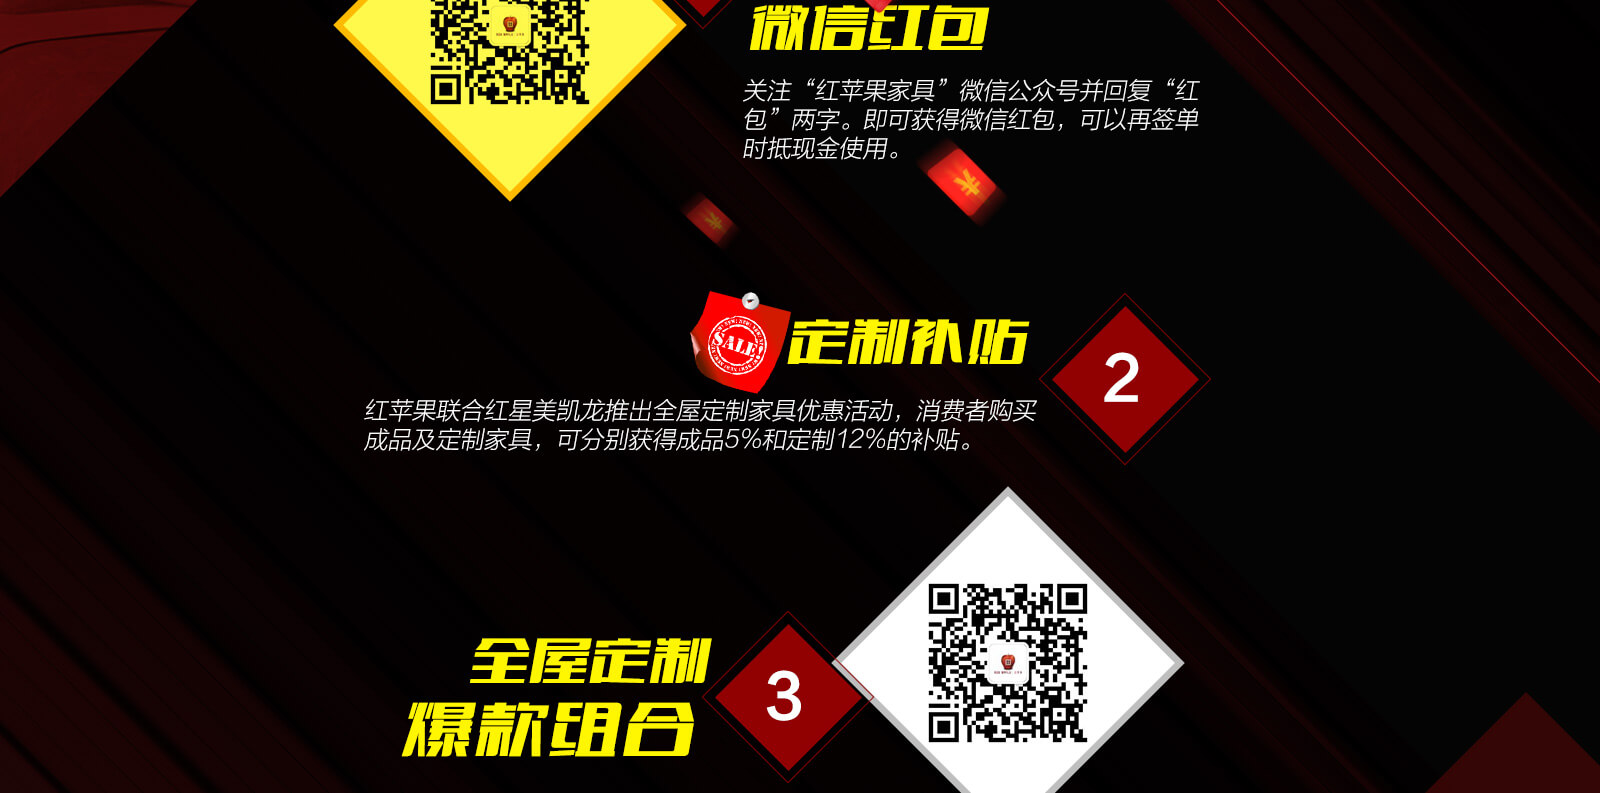 微信红包
关注“红苹果家具”微信公众号并回复“红
包”两字。即可获得微信红包，可以再签单
时抵现金使用。
¥
¥
SALE
定制补贴
2
红苹果联合红星美凯龙推出全屋定制家具优惠活动，消费者购买
成品及定制家具，可分别获得成品5%和定制12%的补贴。
全屋定制
爆款组合
3